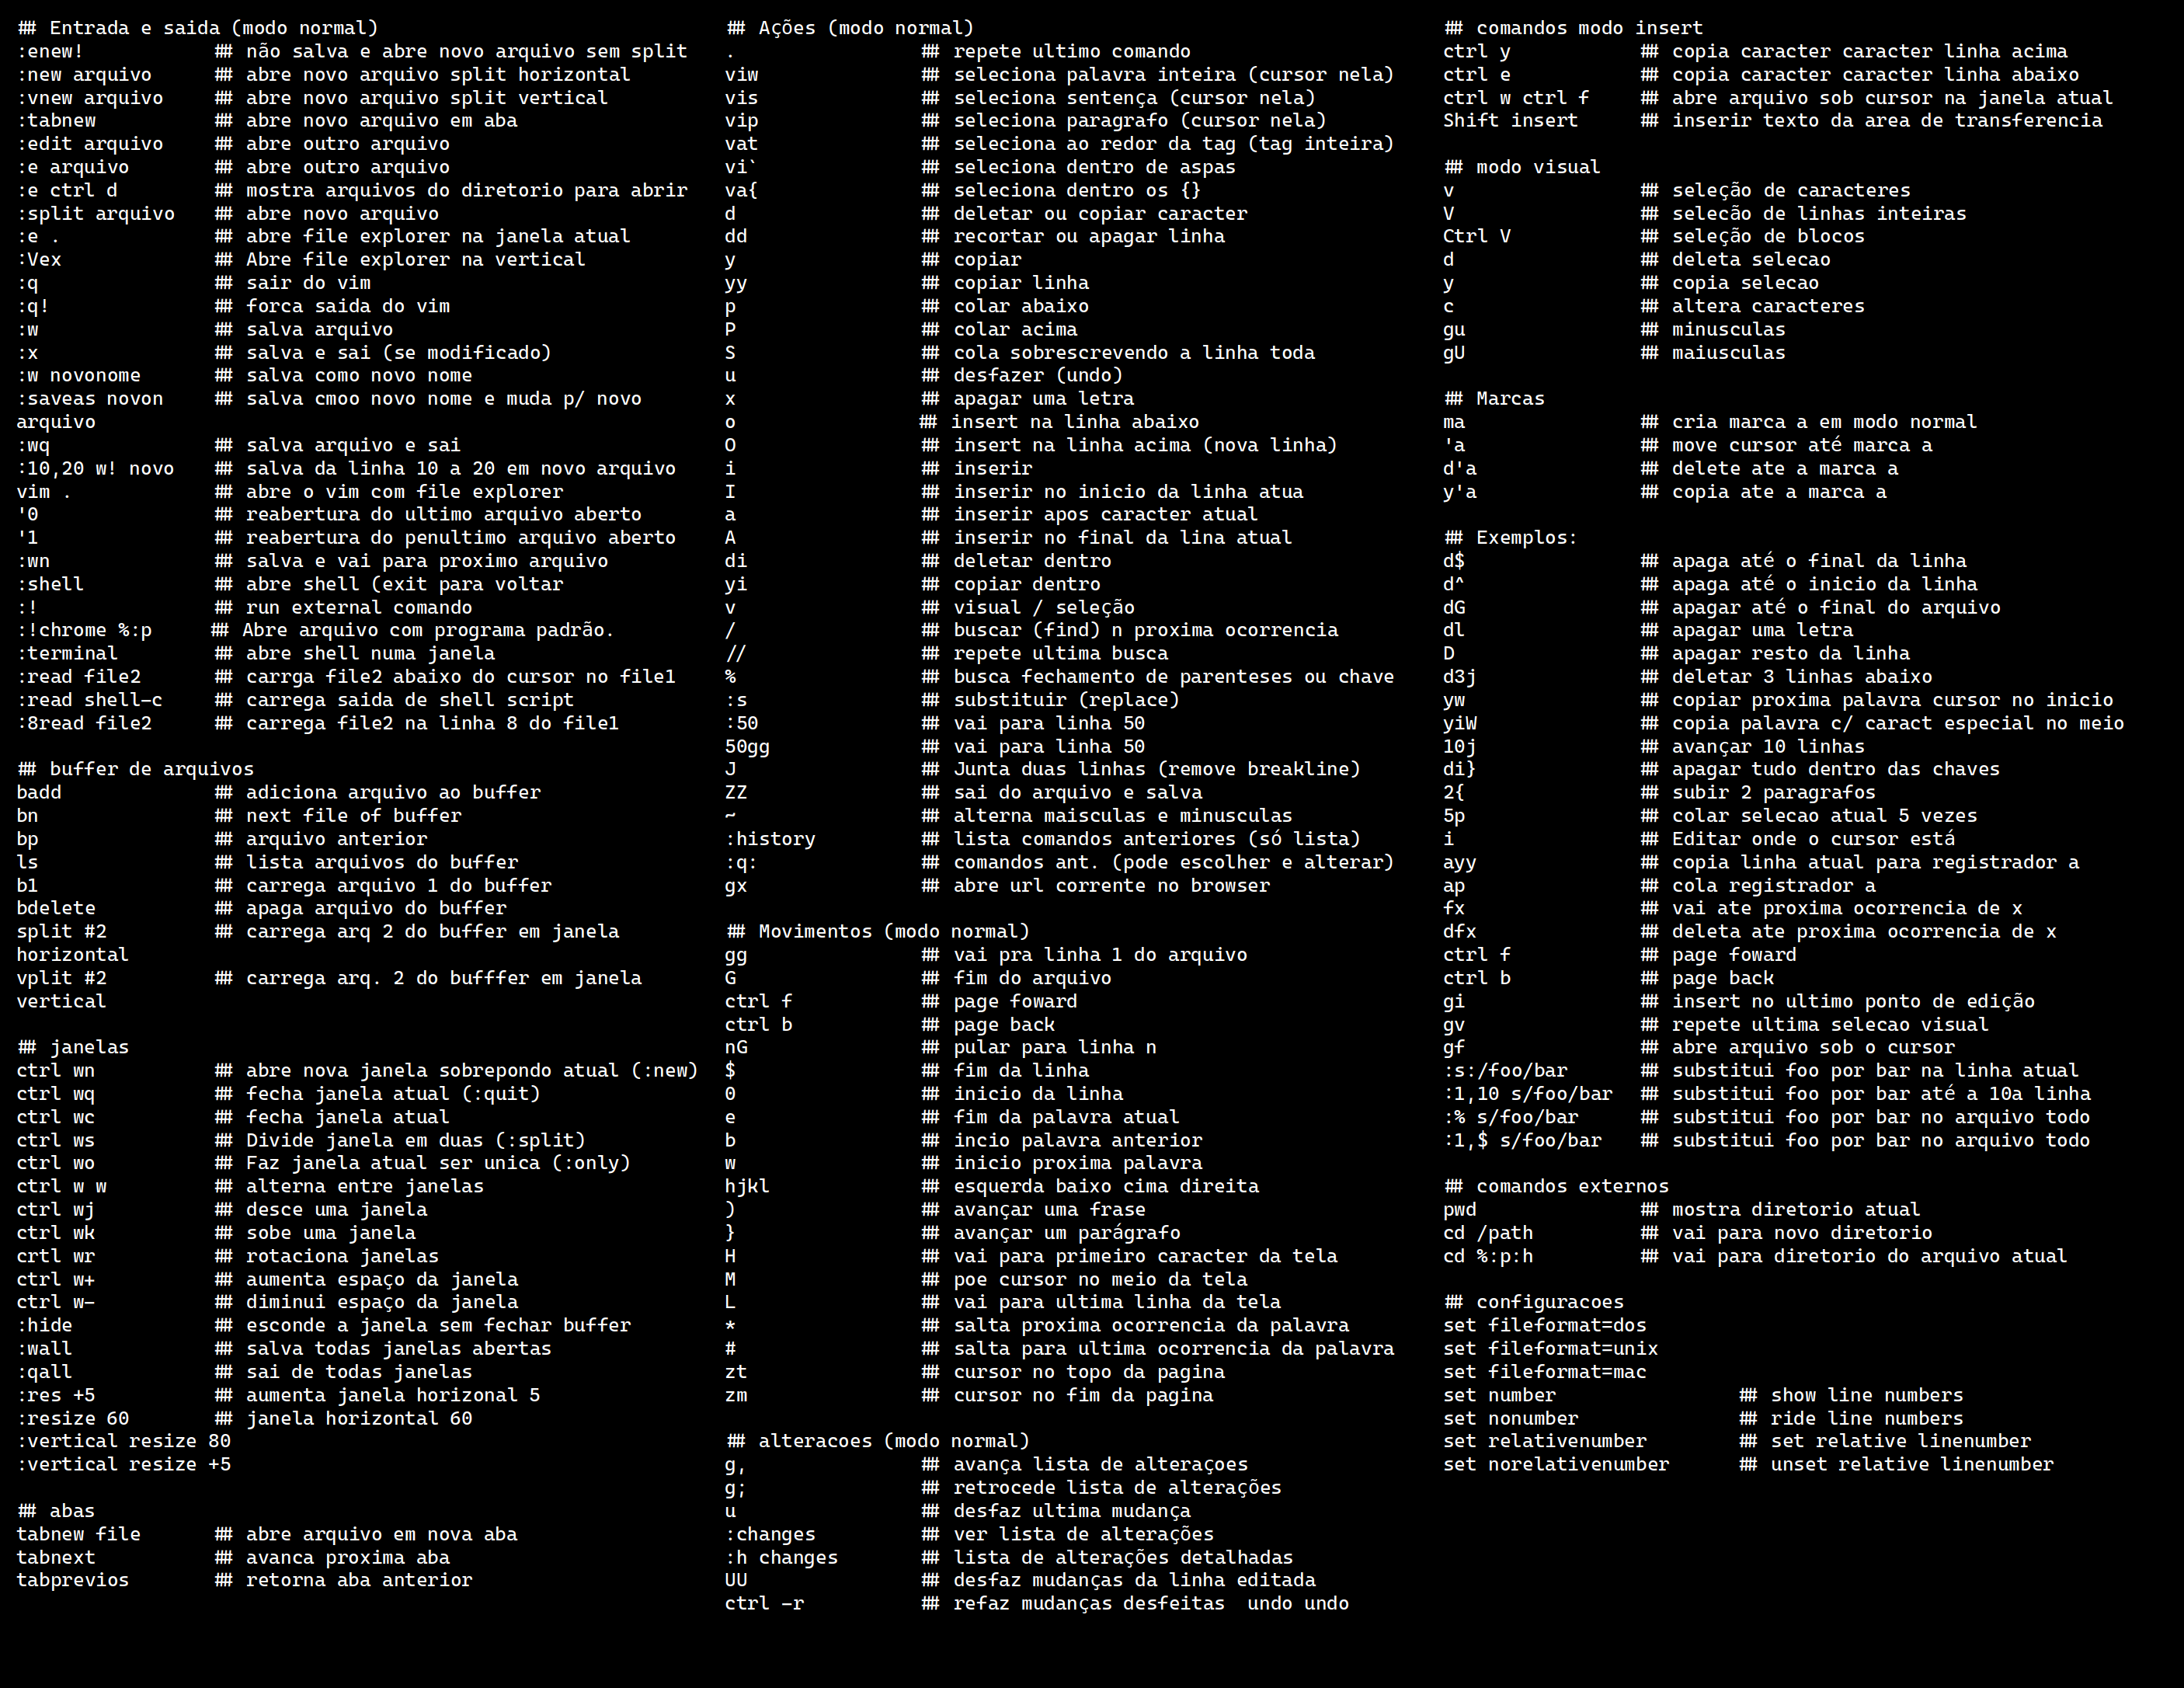 ## Entrada e saida (modo normal)
:enew! ## não salva e abre novo arquivo sem split
:new arquivo ## abre novo arquivo split horizontal
:vnew arquivo ## abre novo arquivo split vertical
:tabnew ## abre novo arquivo em aba
:edit arquivo ## abre outro arquivo
:e arquivo ## abre outro arquivo
:e ctrl d ## mostra arquivos do diretorio para abrir
:split arquivo ## abre novo arquivo
:e . ## abre file explorer na janela atual
:Vex ## Abre file explorer na vertical
:q ## sair do vim
:q! ## forca saida do vim
:w ## salva arquivo
:x ## salva e sai (se modificado)
:w novonome ## salva como novo nome
:saveas novon ## salva cmoo novo nome e muda p/ novo
arquivo
:wq ## salva arquivo e sai
:10,20 w! novo ## salva da linha 10 a 20 em novo arquivo
vim . ## abre o vim com file explorer
'0 ## reabertura do ultimo arquivo aberto
'1 ## reabertura do penultimo arquivo aberto
:wn ## salva e vai para proximo arquivo
:shell ## abre shell (exit para voltar
:! ## run external comando
:!chrome %:p ## Abre arquivo com programa padrão.
:terminal ## abre shell numa janela
:read file2 ## carrga file2 abaixo do cursor no file1
:read shell-c ## carrega saida de shell script
:8read file2 ## carrega file2 na linha 8 do file1

## buffer de arquivos
badd ## adiciona arquivo ao buffer
bn ## next file of buffer
bp ## arquivo anterior
ls ## lista arquivos do buffer
b1 ## carrega arquivo 1 do buffer
bdelete ## apaga arquivo do buffer
split #2 ## carrega arq 2 do buffer em janela
horizontal
vplit #2 ## carrega arq. 2 do bufffer em janela
vertical

## janelas
ctrl wn ## abre nova janela sobrepondo atual (:new)
ctrl wq ## fecha janela atual (:quit)
ctrl wc ## fecha janela atual
ctrl ws ## Divide janela em duas (:split)
ctrl wo ## Faz janela atual ser unica (:only)
ctrl w w ## alterna entre janelas
ctrl wj ## desce uma janela
ctrl wk ## sobe uma janela
crtl wr ## rotaciona janelas
ctrl w+ ## aumenta espaço da janela
ctrl w- ## diminui espaço da janela
:hide ## esconde a janela sem fechar buffer
:wall ## salva todas janelas abertas
:qall ## sai de todas janelas
:res +5 ## aumenta janela horizonal 5
:resize 60 ## janela horizontal 60
:vertical resize 80
:vertical resize +5

## abas
tabnew file ## abre arquivo em nova aba
tabnext ## avanca proxima aba
tabprevios ## retorna aba anterior

## Ações (modo normal)
. ## repete ultimo comando
viw ## seleciona palavra inteira (cursor nela)
vis ## seleciona sentença (cursor nela)
vip ## seleciona paragrafo (cursor nela)
vat ## seleciona ao redor da tag (tag inteira)
vi` ## seleciona dentro de aspas
va{ ## seleciona dentro os {}
d ## deletar ou copiar caracter
dd ## recortar ou apagar linha
y ## copiar
yy ## copiar linha
p ## colar abaixo
P ## colar acima
S ## cola sobrescrevendo a linha toda
u ## desfazer (undo)
x ## apagar uma letra
o ## insert na linha abaixo
O ## insert na linha acima (nova linha)
i ## inserir
I ## inserir no inicio da linha atua
a ## inserir apos caracter atual
A ## inserir no final da lina atual
di ## deletar dentro
yi ## copiar dentro
v ## visual / seleção
/ ## buscar (find) n proxima ocorrencia
// ## repete ultima busca
% ## busca fechamento de parenteses ou chave
:s ## substituir (replace)
:50 ## vai para linha 50
50gg ## vai para linha 50
J ## Junta duas linhas (remove breakline)
ZZ ## sai do arquivo e salva
~ ## alterna maisculas e minusculas
:history ## lista comandos anteriores (só lista)
:q: ## comandos ant. (pode escolher e alterar)
gx ## abre url corrente no browser

## Movimentos (modo normal)
gg ## vai pra linha 1 do arquivo
G ## fim do arquivo
ctrl f ## page foward
ctrl b ## page back
nG ## pular para linha n
$ ## fim da linha
0 ## inicio da linha
e ## fim da palavra atual
b ## incio palavra anterior
w ## inicio proxima palavra
hjkl ## esquerda baixo cima direita
) ## avançar uma frase
} ## avançar um parágrafo
H ## vai para primeiro caracter da tela
M ## poe cursor no meio da tela
L ## vai para ultima linha da tela
* ## salta proxima ocorrencia da palavra
# ## salta para ultima ocorrencia da palavra
zt ## cursor no topo da pagina
zm ## cursor no fim da pagina

## alteracoes (modo normal)
g, ## avança lista de alteraçoes
g; ## retrocede lista de alterações
u ## desfaz ultima mudança
:changes ## ver lista de alterações
:h changes ## lista de alterações detalhadas
UU ## desfaz mudanças da linha editada
ctrl -r ## refaz mudanças desfeitas undo undo

## comandos modo insert
ctrl y ## copia caracter caracter linha acima
ctrl e ## copia caracter caracter linha abaixo
ctrl w ctrl f ## abre arquivo sob cursor na janela atual
Shift insert ## inserir texto da area de transferencia

## modo visual
v ## seleção de caracteres
V ## selecão de linhas inteiras
Ctrl V ## seleção de blocos
d ## deleta selecao
y ## copia selecao
c ## altera caracteres
gu ## minusculas
gU ## maiusculas

## Marcas
ma ## cria marca a em modo normal
'a ## move cursor até marca a
d'a ## delete ate a marca a
y'a ## copia ate a marca a

## Exemplos:
d$ ## apaga até o final da linha
d^ ## apaga até o inicio da linha
dG ## apagar até o final do arquivo
dl ## apagar uma letra
D ## apagar resto da linha
d3j ## deletar 3 linhas abaixo
yw ## copiar proxima palavra cursor no inicio
yiW ## copia palavra c/ caract especial no meio
10j ## avançar 10 linhas
di} ## apagar tudo dentro das chaves
2{ ## subir 2 paragrafos
5p ## colar selecao atual 5 vezes
i ## Editar onde o cursor está
ayy ## copia linha atual para registrador a
ap ## cola registrador a
fx ## vai ate proxima ocorrencia de x
dfx ## deleta ate proxima ocorrencia de x
ctrl f ## page foward
ctrl b ## page back
gi ## insert no ultimo ponto de edição
gv ## repete ultima selecao visual
gf ## abre arquivo sob o cursor
:s:/foo/bar ## substitui foo por bar na linha atual
:1,10 s/foo/bar ## substitui foo por bar até a 10a linha
:% s/foo/bar ## substitui foo por bar no arquivo todo
:1,$ s/foo/bar ## substitui foo por bar no arquivo todo

## comandos externos
pwd ## mostra diretorio atual
cd /path ## vai para novo diretorio
cd %:p:h ## vai para diretorio do arquivo atual

## configuracoes
set fileformat=dos
set fileformat=unix
set fileformat=mac
set number ## show line numbers
set nonumber ## ride line numbers
set relativenumber ## set relative linenumber
set norelativenumber ## unset relative linenumber